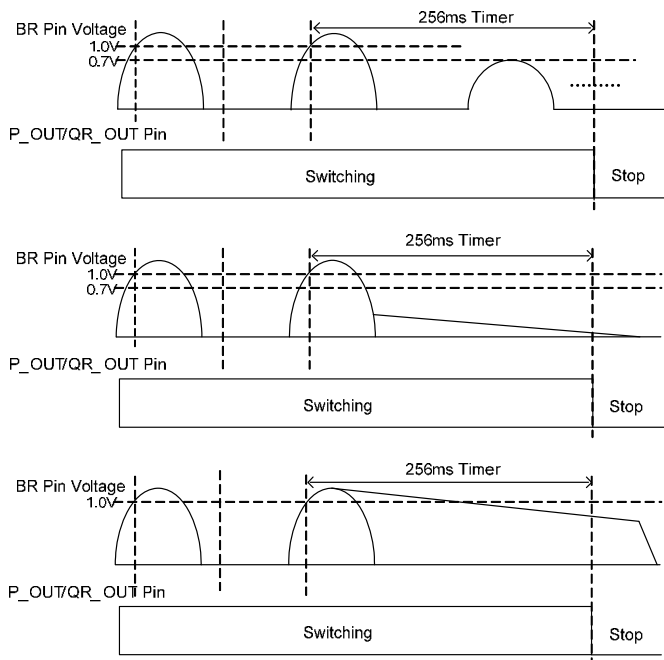 256ms Timer
BR Pin Voltage
1.0V
0.7V
P_OUT/QR_OUT Pin
Switching
Stop
256ms Timer
BR Pin Voltage
1.0V
0.7V
P_OUT/QR_OUT Pin
Switching
Stop
256ms Timer
BR Pin Voltage
1.0V
P_OUT/QR_OUT Pin
Switching
Stop